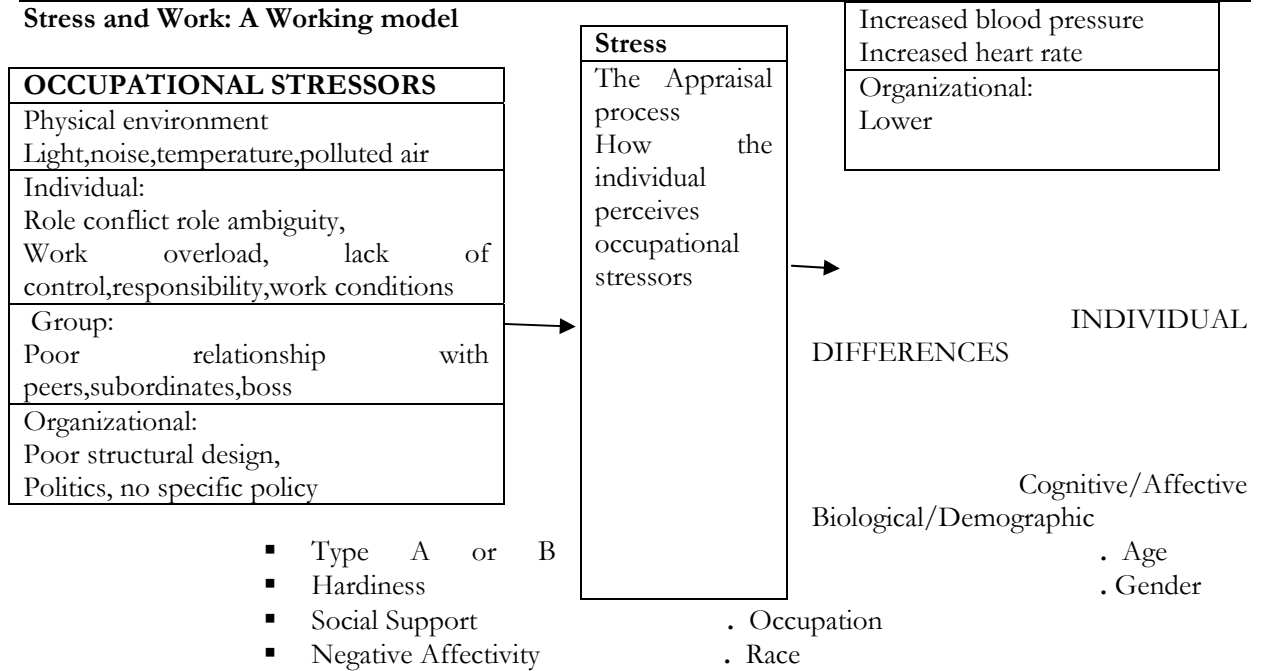 Stress and Work: A Working model
OCCUPATIONAL STRESSORS
Physical environment
Light,noise,temperature,polluted air
Individual:
Role conflict role ambiguity,
Work overload, lack of
control,responsibility,work conditions
Group:
Poor relationship with
peers,subordinates,boss
Organizational:
Poor structural design,
Politics, no specific policy
Stress
The Appraisal
process
How the
individual
perceives
occupational
stressors
Increased blood pressure
Increased heart rate
Organizational:
Lower
INDIVIDUAL
DIFFERENCES
Cognitive/Affective
Biological/Demographic
▪ Type A or B . Age
▪ Hardiness . Gender
▪ Social Support . Occupation
▪ Negative Affectivity . Race